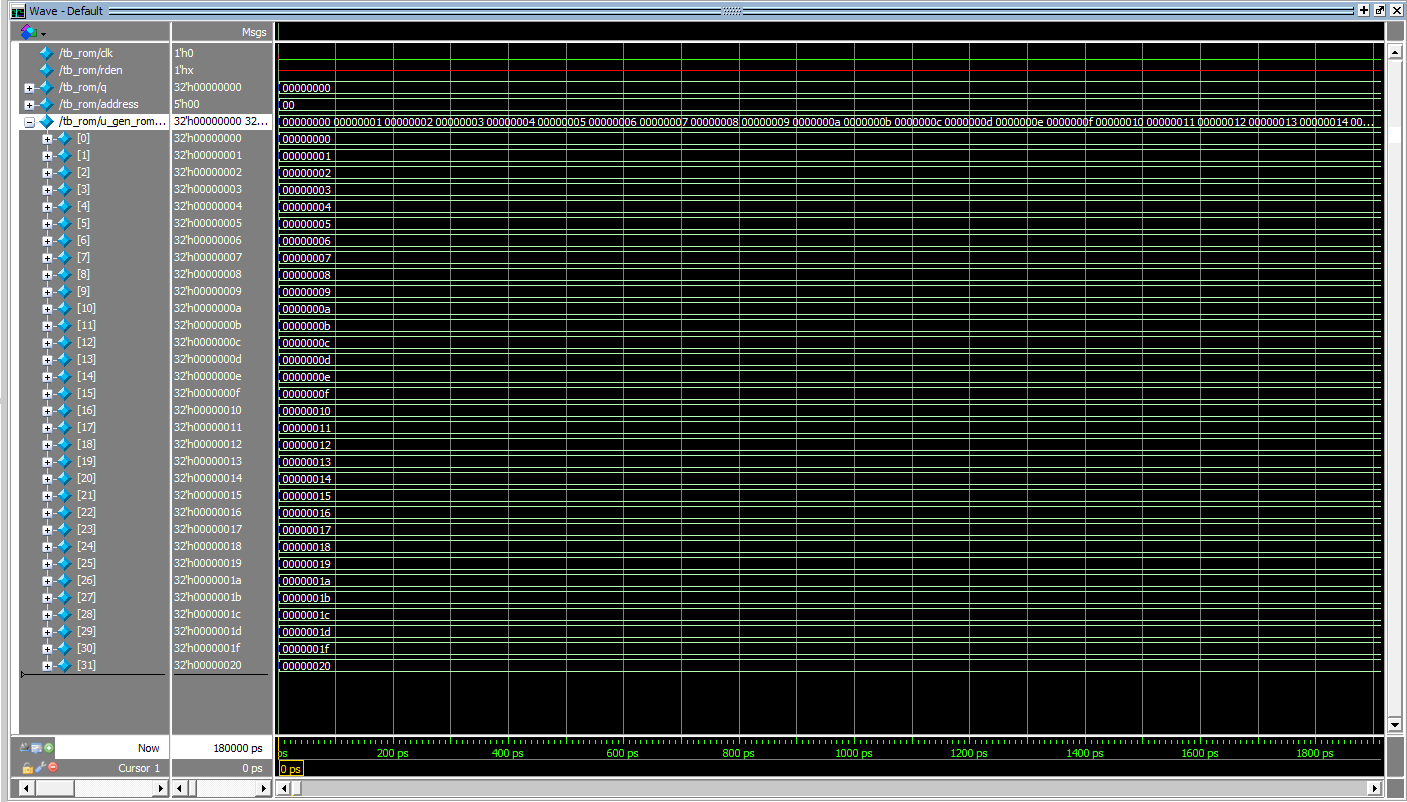 Wave - Default
Msgs
/tb_rom/clk 1'h0
/tb_rom/rden 1'hx
/tb_rom/q 32'h00000000 00000000
/tb_rom/address 5'h00 00
/tb_rom/u_gen_rom... 32'h00000000 32... 00000000 00000001 00000002 00000003 00000004 00000005 00000006 00000007 00000008 00000009 0000000a 0000000b 0000000c 0000000d 0000000e 0000000f 00000010 00000011 00000012 00000013 00000014 00...
[0] 32'h00000000 00000000
[1] 32'h00000001 00000001
[2] 32'h00000002 00000002
[3] 32'h00000003 00000003
[4] 32'h00000004 00000004
[5] 32'h00000005 00000005
[6] 32'h00000006 00000006
[7] 32'h00000007 00000007
[8] 32'h00000008 00000008
[9] 32'h00000009 00000009
[10] 32'h0000000a 0000000a
[11] 32'h0000000b 0000000b
[12] 32'h0000000c 0000000c
[13] 32'h0000000d 0000000d
[14] 32'h0000000e 0000000e
[15] 32'h0000000f 0000000f
[16] 32'h00000010 00000010
[17] 32'h00000011 00000011
[18] 32'h00000012 00000012
[19] 32'h00000013 00000013
[20] 32'h00000014 00000014
[21] 32'h00000015 00000015
[22] 32'h00000016 00000016
[23] 32'h00000017 00000017
[24] 32'h00000018 00000018
[25] 32'h00000019 00000019
[26] 32'h0000001a 0000001a
[27] 32'h0000001b 0000001b
[28] 32'h0000001c 0000001c
[29] 32'h0000001d 0000001d
[30] 32'h0000001f 0000001f
[31] 32'h00000020 00000020
Now 180000 ps ps 200 ps 400 ps 600 ps 800 ps 1000 ps 1200 ps 1400 ps 1600 ps 1800 ps
Cursor 1 0 ps 0 ps